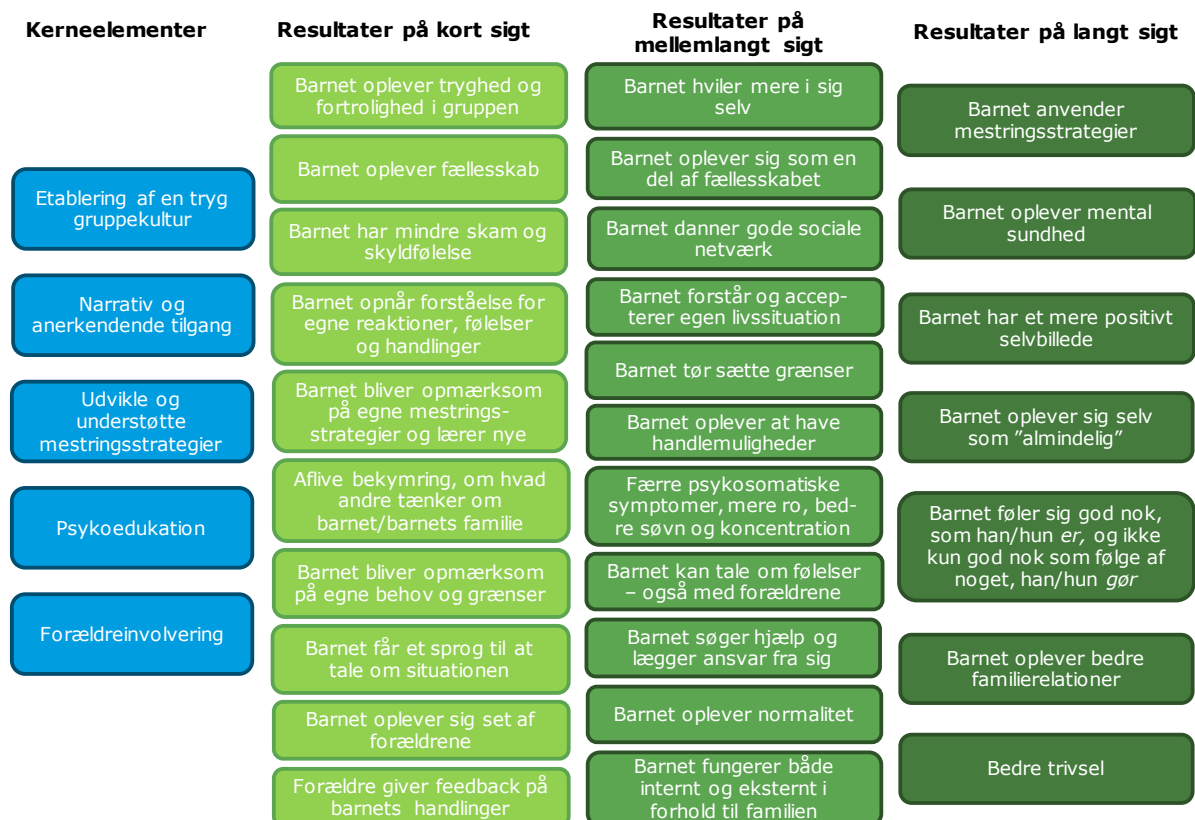 Kerneelementer
Etablering af en tryg
gruppekultur
Narrativ og
anerkendende tilgang
Udvikle og
understøtte
mestringsstrategier
Psykoedukation
Forældreinvolvering
Resultater på kort sigt
Barnet oplever tryghed og
fortrolighed i gruppen
Barnet oplever fællesskab
Barnet har mindre skam og
skyldfølelse
Barnet opnår forståelse for
egne reaktioner, følelser
og handlinger
Barnet bliver opmærksom
på egne mestrings-
strategier og lærer nye
Aflive bekymring, om hvad
andre tænker om
barnet/barnets familie
Barnet bliver opmærksom
på egne behov og grænser
Barnet får et sprog til at
tale om situationen
Barnet oplever sig set af
forældrene
Forældre giver feedback på
barnets handlinger
Resultater på
mellemlangt sigt
Barnet hviler mere i sig
selv
Barnet oplever sig som en
del af fællesskabet
Barnet danner gode sociale
netværk
Barnet forstår og accep-
terer egen livssituation
Barnet tør sætte grænser
Barnet oplever at have
handlemuligheder
Færre psykosomatiske
symptomer, mere ro, bed-
re søvn og koncentration
Barnet kan tale om følelser
– også med forældrene
Barnet søger hjælp og
lægger ansvar fra sig
Barnet oplever normalitet
Barnet fungerer både
internt og eksternt i
forhold til familien
Resultater på langt sigt
Barnet anvender
mestringsstrategier
Barnet oplever mental
sundhed
Barnet har et mere positivt
selvbillede
Barnet oplever sig selv
som ”almindelig”
Barnet føler sig god nok,
som han/hun er, og ikke
kun god nok som følge af
noget, han/hun gør
Barnet oplever bedre
familierelationer
Bedre trivsel